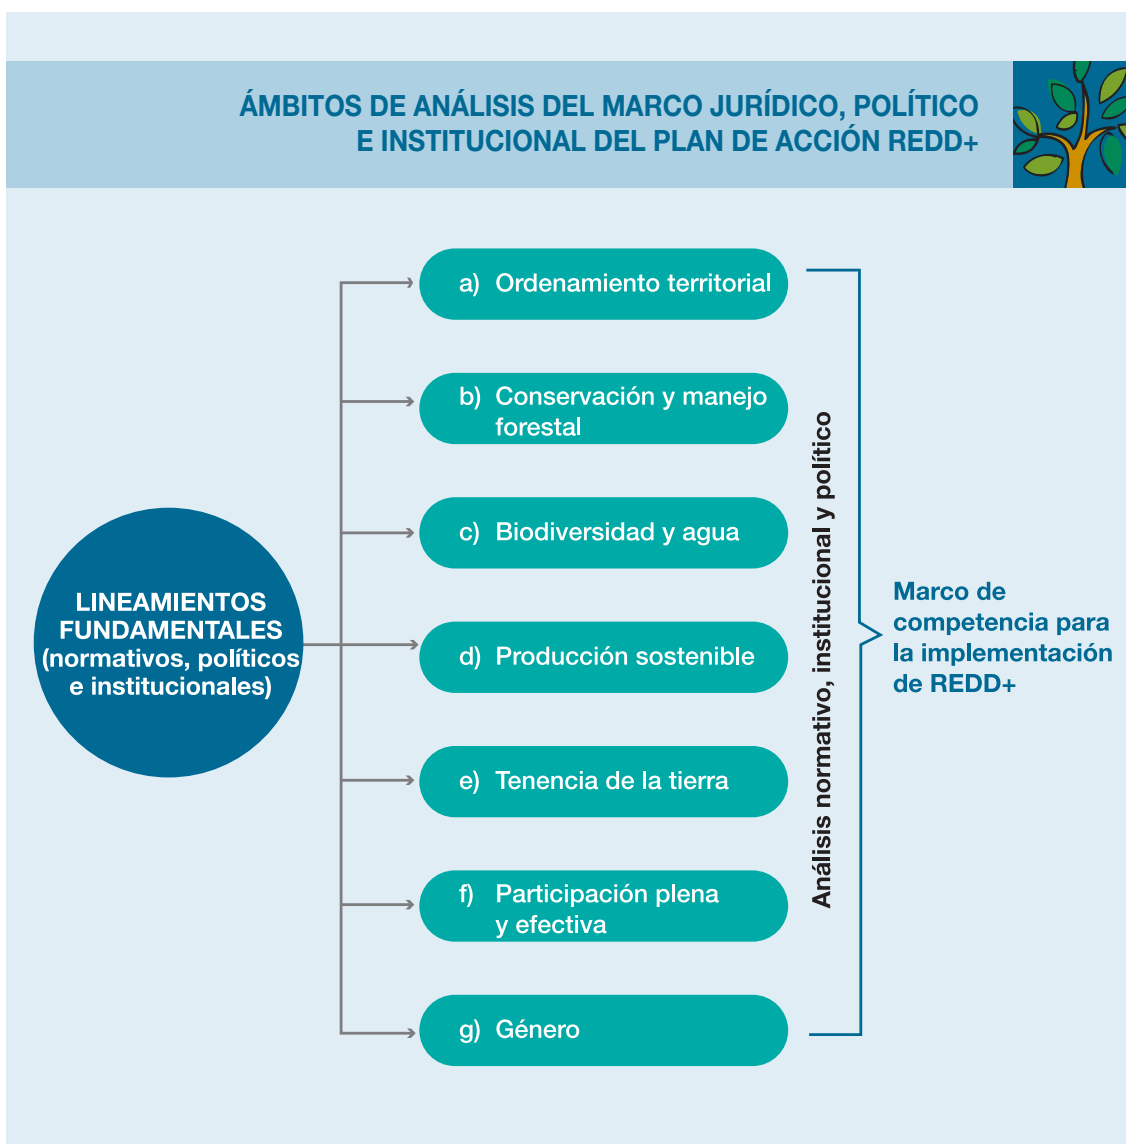 ÁMBITOS DE ANÁLISIS DEL MARCO JURÍDICO, POLÍTICO
E INSTITUCIONAL DEL PLAN DE ACCIÓN REDD+
LINEAMIENTOS
FUNDAMENTALES
(normativos, políticos
e institucionales)
a) Ordenamiento territorial
b) Conservación y manejo
forestal
c) Biodiversidad y agua
d) Producción sostenible
e) Tenencia de la tierra
f) Participación plena
y efectiva
g) Género
Análisis normativo, institucional y político
Marco de
competencia para
la implementación
de REDD+